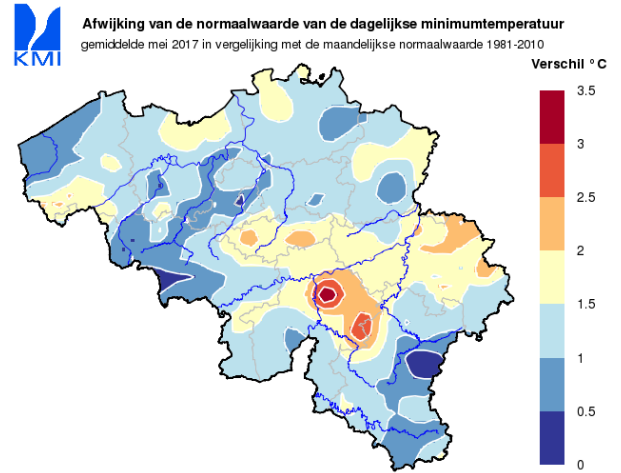 Afwijking van de normaalwaarde van de dagelijkse minimumtemperatuur
gemiddelde mei 2017 in vergelijking met de maandelijkse normaalwaarde 1981-2010
KMI
Verschil °C
3.5
3
2.5
2
1.5
1
0.5
0